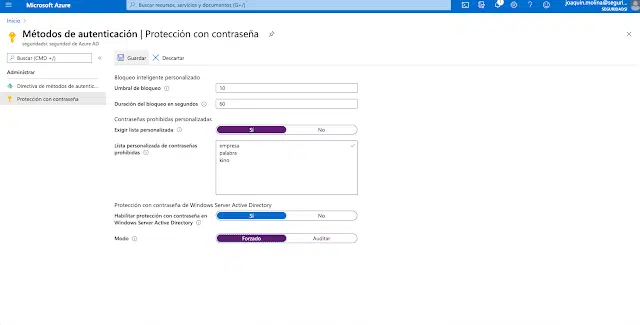 Microsoft Azure
Buscar recursos, servicios y documentos (G+/)
joaquin.molina@seguri...
SEGURIDADSI
Inicio >
Métodos de autenticación | Protección con contraseña
seguridadsi: seguridad de Azure AD
Buscar (CMD +/)
Guardar
Descartar
Administrar
Directiva de métodos de autentic...
Protección con contraseña
Bloqueo inteligente personalizado
Umbral de bloqueo
10
Duración del bloqueo en segundos
60
Contraseñas prohibidas personalizadas
Exigir lista personalizada
Sí
No
Lista personalizada de contraseñas
prohibidas
empresa
palabra
kino
Protección con contraseña de Windows Server Active Directory
Habilitar protección con contraseña en
Windows Server Active Directory
Sí
No
Modo
Forzado
Auditar